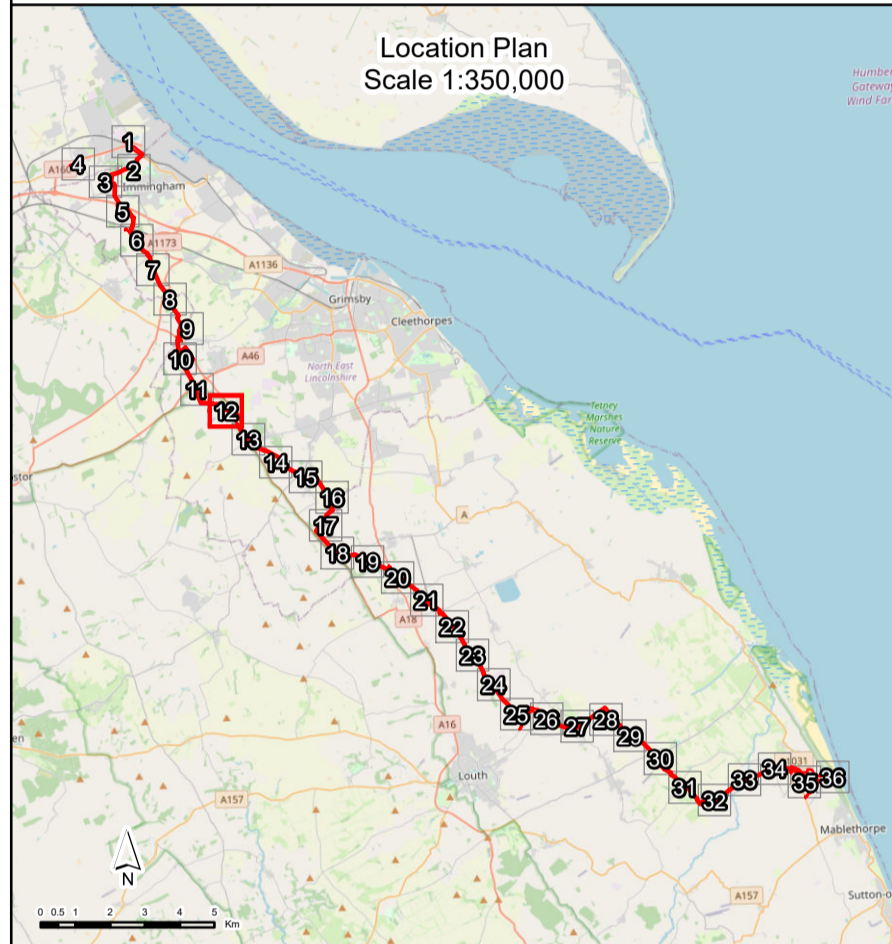 Location Plan
Scale 1:350,000
Humber
Gateway
Wind Far
1
4
A160
2
3
Immingham
5
6
A1173
7
A1136
8
Grimsby
9
Cleethorpes
10
A46
North East
Lincolnshire
11
12
Tetney
Marshes
Nature
Reserve
13
14
15
stor
16
A
17
18
19
20
21
A18
22
23
24
25
26
27
28
A16
29
en
30
1031
Louth
31
32
33
34
35
36
A157
Mablethorpe
N
A157
Sutton-o
0 0.5 1 2 3 4 5
Km